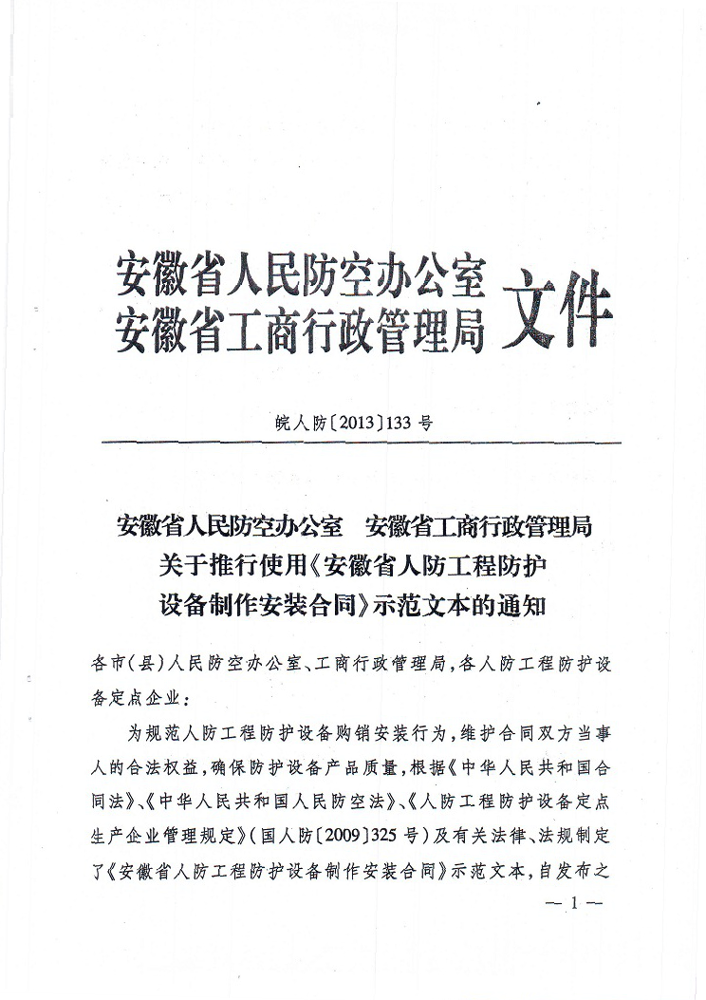 安徽省人民防空办公室
安徽省工商行政管理局 文件
皖人防〔2013〕133 号
安徽省人民防空办公室 安徽省工商行政管理局
关于推行使用《安徽省人防工程防护
设备制作安装合同》示范文本的通知
各市(县)人民防空办公室、工商行政管理局,各人防工程防护设
备定点企业:
为规范人防工程防护设备购销安装行为,维护合同双方当事
人的合法权益,确保防护设备产品质量,根据《中华人民共和国合
同法》、《中华人民共和国人民防空法》、《人防工程防护设备定点
生产企业管理规定》(国人防〔2009〕325 号)及有关法律、法规制定
了《安徽省人防工程防护设备制作安装合同》示范文本,自发布之
— 1 —